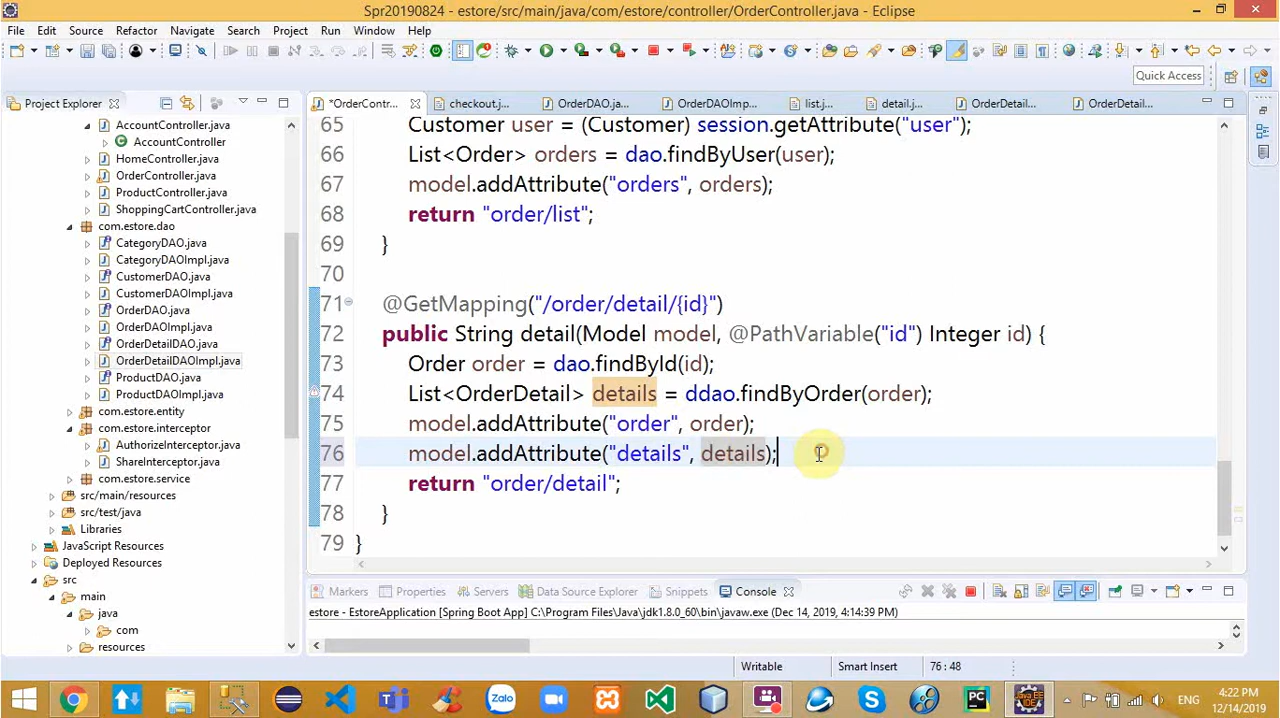 Spr20190824 - estore/src/main/java/com/estore/controller/OrderController.java - Eclipse
File Edit Source Refactor Navigate Search Project Run Window Help
Quick Access
Project Explorer
*OrderContr... checkout.j... OrderDAO.ja... OrderDAOImp... list.j... detail.j... OrderDetail... OrderDetail...
AccountController.java
AccountController
HomeController.java
OrderController.java
ProductController.java
ShoppingCartController.java
com.estore.dao
CategoryDAO.java
CategoryDAOImpl.java
CustomerDAO.java
CustomerDAOImpl.java
OrderDAO.java
OrderDAOImpl.java
OrderDetailDAO.java
OrderDetailDAOImpl.java
ProductDAO.java
ProductDAOImpl.java
com.estore.entity
com.estore.interceptor
AuthorizeInterceptor.java
ShareInterceptor.java
com.estore.service
src/main/resources
src/test/java
Libraries
JavaScript Resources
Deployed Resources
src
main
java
com
resources
65 Customer user = (Customer) session.getAttribute("user");
66 List<Order> orders = dao.findByUser(user);
67 model.addAttribute("orders", orders);
68 return "order/list";
69 }
70
71 @GetMapping("/order/detail/{id}")
72 public String detail(Model model, @PathVariable("id") Integer id) {
73 Order order = dao.findById(id);
74 List<OrderDetail> details = ddao.findByOrder(order);
75 model.addAttribute("order", order);
76 model.addAttribute("details", details);
77 return "order/detail";
78 }
79 }
Markers Properties Servers Data Source Explorer Snippets Console
estore - EstoreApplication [Spring Boot App] C:\Program Files\Java\jdk1.8.0_60\bin\javaw.exe (Dec 14, 2019, 4:14:39 PM)
Writable Smart Insert 76 : 48
Zalo
PC
ENG
4:22 PM
12/14/2019